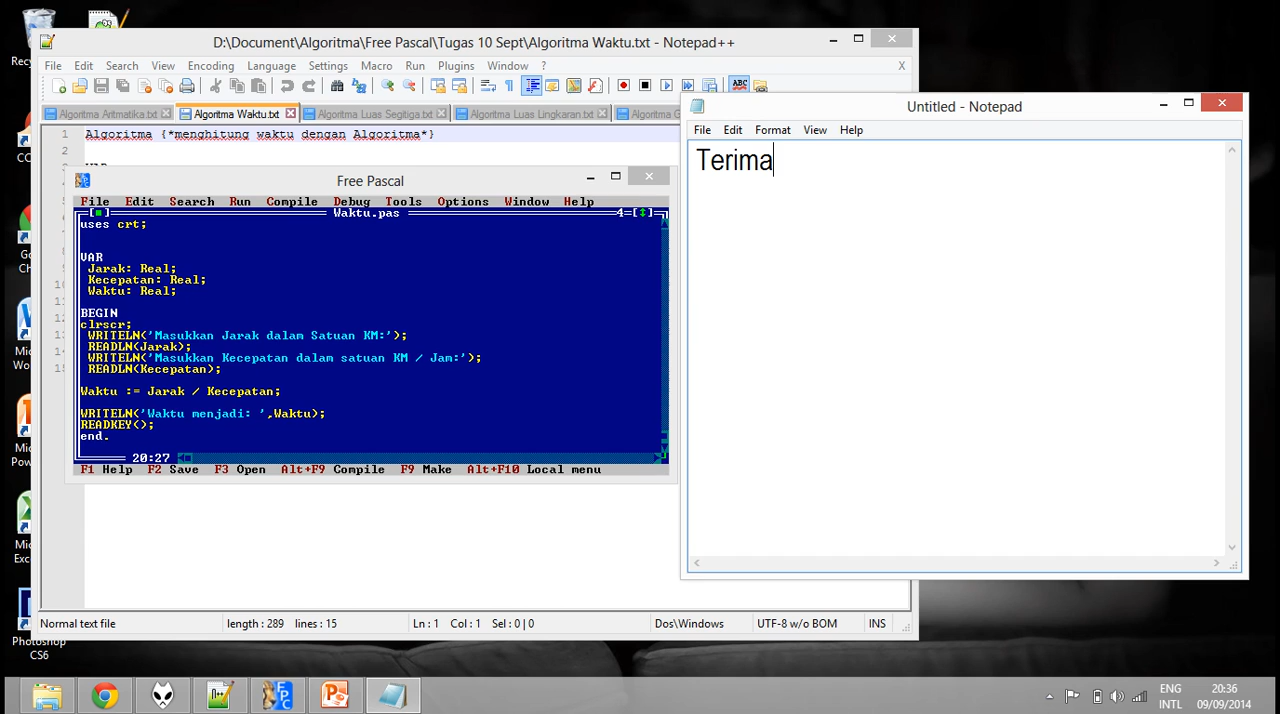 D:\Document\Algoritma\Free Pascal\Tugas 10 Sept\Algoritma Waktu.txt - Notepad++
File Edit Search View Encoding Language Settings Macro Run Plugins Window ? X
Algoritma Aritmatika.txt Algoritma Waktu.txt Algoritma Luas Segitiga.txt Algoritma Luas Lingkaran.txt Algoritma G
1 Algoritma {*menghitung waktu dengan Algoritma*}
2
Free Pascal
File Edit Search Run Compile Debug Tools Options Window Help
Waktu.pas 4
uses crt;
VAR
Jarak: Real;
Kecepatan: Real;
Waktu: Real;
BEGIN
clrscr;
WRITELN('Masukkan Jarak dalam Satuan KM:');
READLN(Jarak);
WRITELN('Masukkan Kecepatan dalam satuan KM / Jam:');
READLN(Kecepatan);
Waktu := Jarak / Kecepatan;
WRITELN('Waktu menjadi: ',Waktu);
READKEY();
end.
20:27
F1 Help F2 Save F3 Open Alt+F9 Compile F9 Make Alt+F10 Local menu
Normal text file length : 289 lines : 15 Ln : 1 Col : 1 Sel : 0 | 0 Dos\Windows UTF-8 w/o BOM INS
Untitled - Notepad
File Edit Format View Help
Terima
Photoshop
CS6
ENG
INTL
20:36
09/09/2014